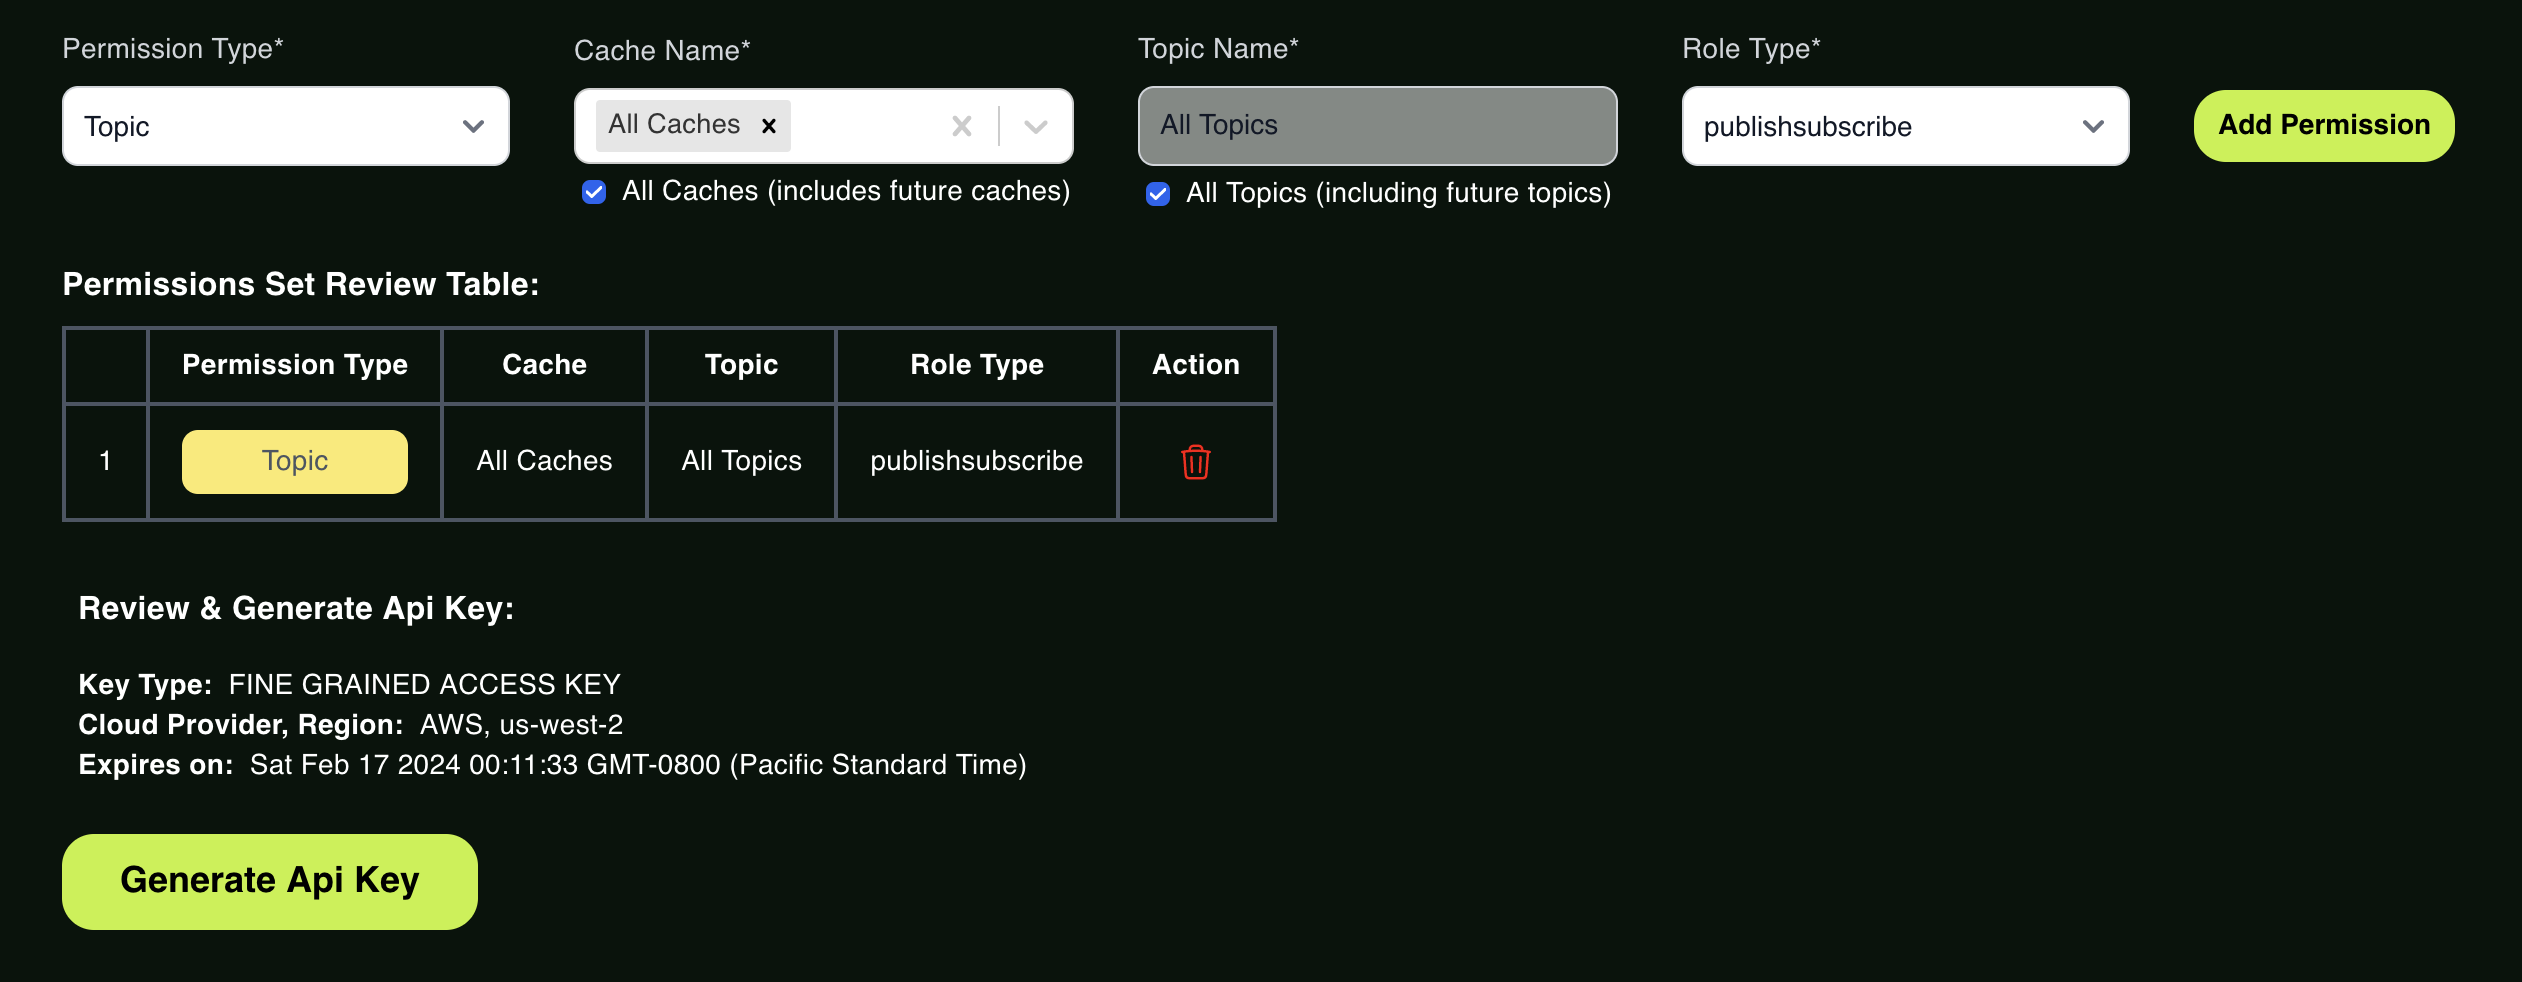 Permission Type* Cache Name* Topic Name* Role Type*
Topic All Caches All Topics publishsubscribe Add Permission
All Caches (includes future caches) All Topics (including future topics)
Permissions Set Review Table:
Permission Type Cache Topic Role Type Action
1 Topic All Caches All Topics publishsubscribe
Review & Generate Api Key:
Key Type: FINE GRAINED ACCESS KEY
Cloud Provider, Region: AWS, us-west-2
Expires on: Sat Feb 17 2024 00:11:33 GMT-0800 (Pacific Standard Time)
Generate Api Key